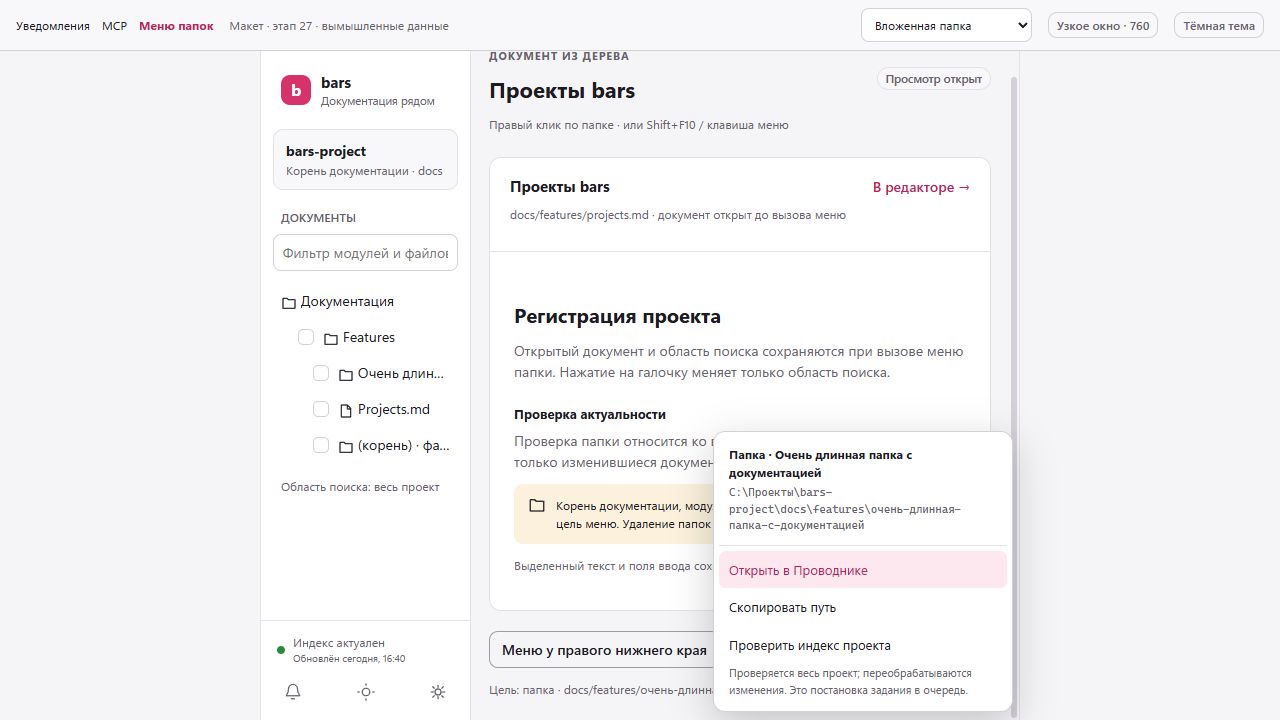 Уведомления MCP Меню папок Макет · этап 27 · вымышленные данные Вложенная папка Узкое окно · 760 Тёмная тема
b bars
Документация рядом
bars-project
Корень документации · docs
ДОКУМЕНТЫ
Фильтр модулей и файлов
Документация
Features
Очень длин...
Projects.md
(корень) · фа...
Область поиска: весь проект
Индекс актуален
Обновлён сегодня, 16:40
ДОКУМЕНТ ИЗ ДЕРЕВА
Проекты bars
Просмотр открыт
Правый клик по папке · или Shift+F10 / клавиша меню
Проекты bars
В редакторе →
docs/features/projects.md · документ открыт до вызова меню
Регистрация проекта
Открытый документ и область поиска сохраняются при вызове меню
папки. Нажатие на галочку меняет только область поиска.
Проверка актуальности
Проверка папки относится ко
только изменившиеся
Корень документации,
цель меню. Удаление папок
Выделенный текст и поля ввода
Меню у правого нижнего края
Цель: папка ·
Папка · Очень длинная папка с
документацией
C:\Проекты\bars-
project\docs\features\очень-длинная-
папка-с-документацией
Открыть в Проводнике
Скопировать путь
Проверить индекс проекта
Проверяется весь проект; переобрабатываются
изменения. Это постановка задания в очередь.